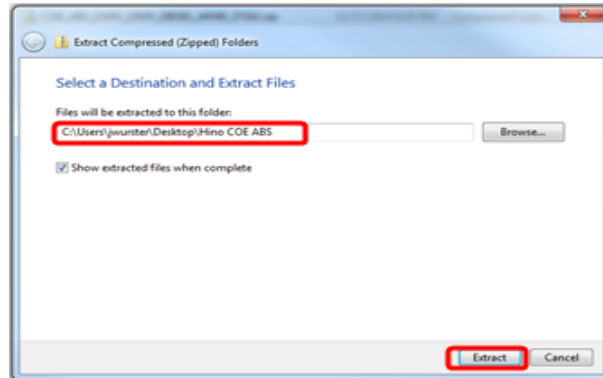 Extract Compressed (Zipped) Folders
Select a Destination and Extract Files
Files will be extracted to this folder:
C:\Users\jwurster\Desktop\Hino COE ABS
Browse...
Show extracted files when complete
Extract
Cancel